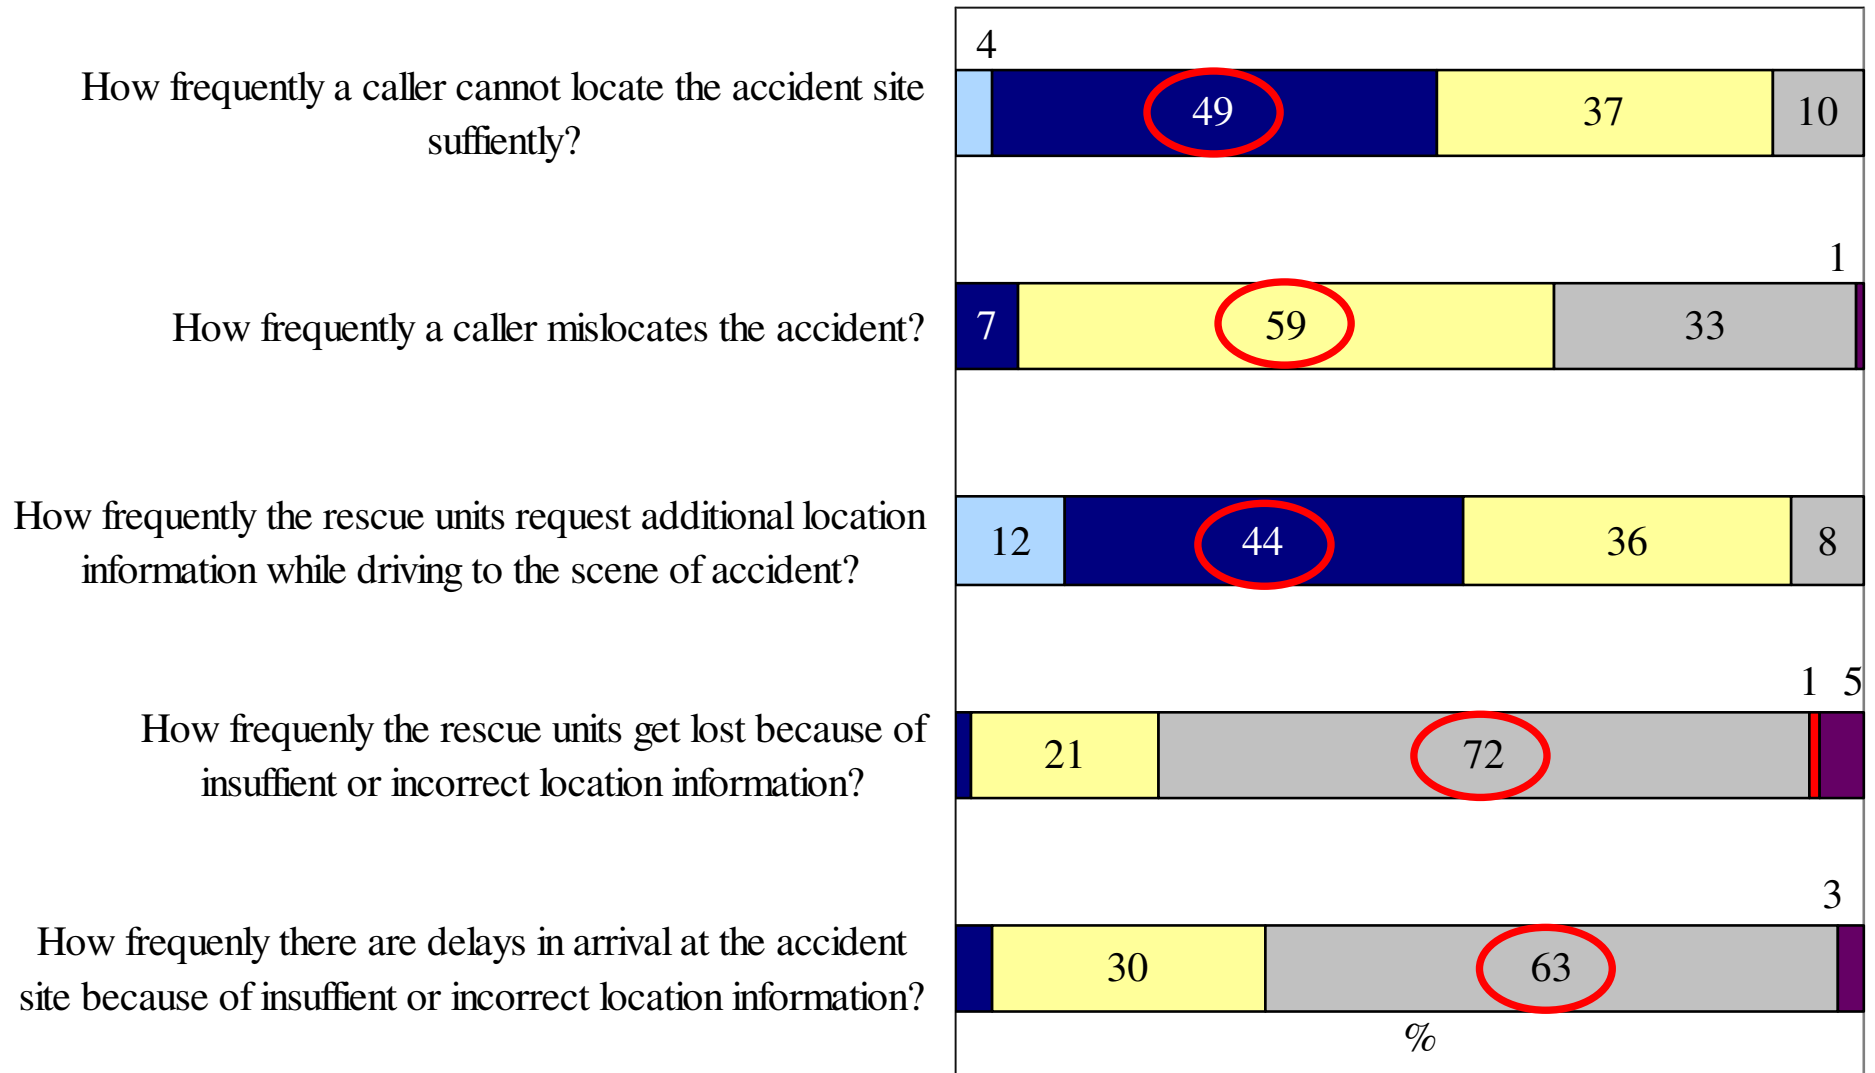 4
How frequently a caller cannot locate the accident site
suffiently?
49 37 10
1
How frequently a caller mislocates the accident?
7 59 33
How frequently the rescue units request additional location
information while driving to the scene of accident?
12 44 36 8
1 5
How frequenly the rescue units get lost because of
insuffient or incorrect location information?
21 72
3
How frequenly there are delays in arrival at the accident
site because of insuffient or incorrect location information?
30 63
%